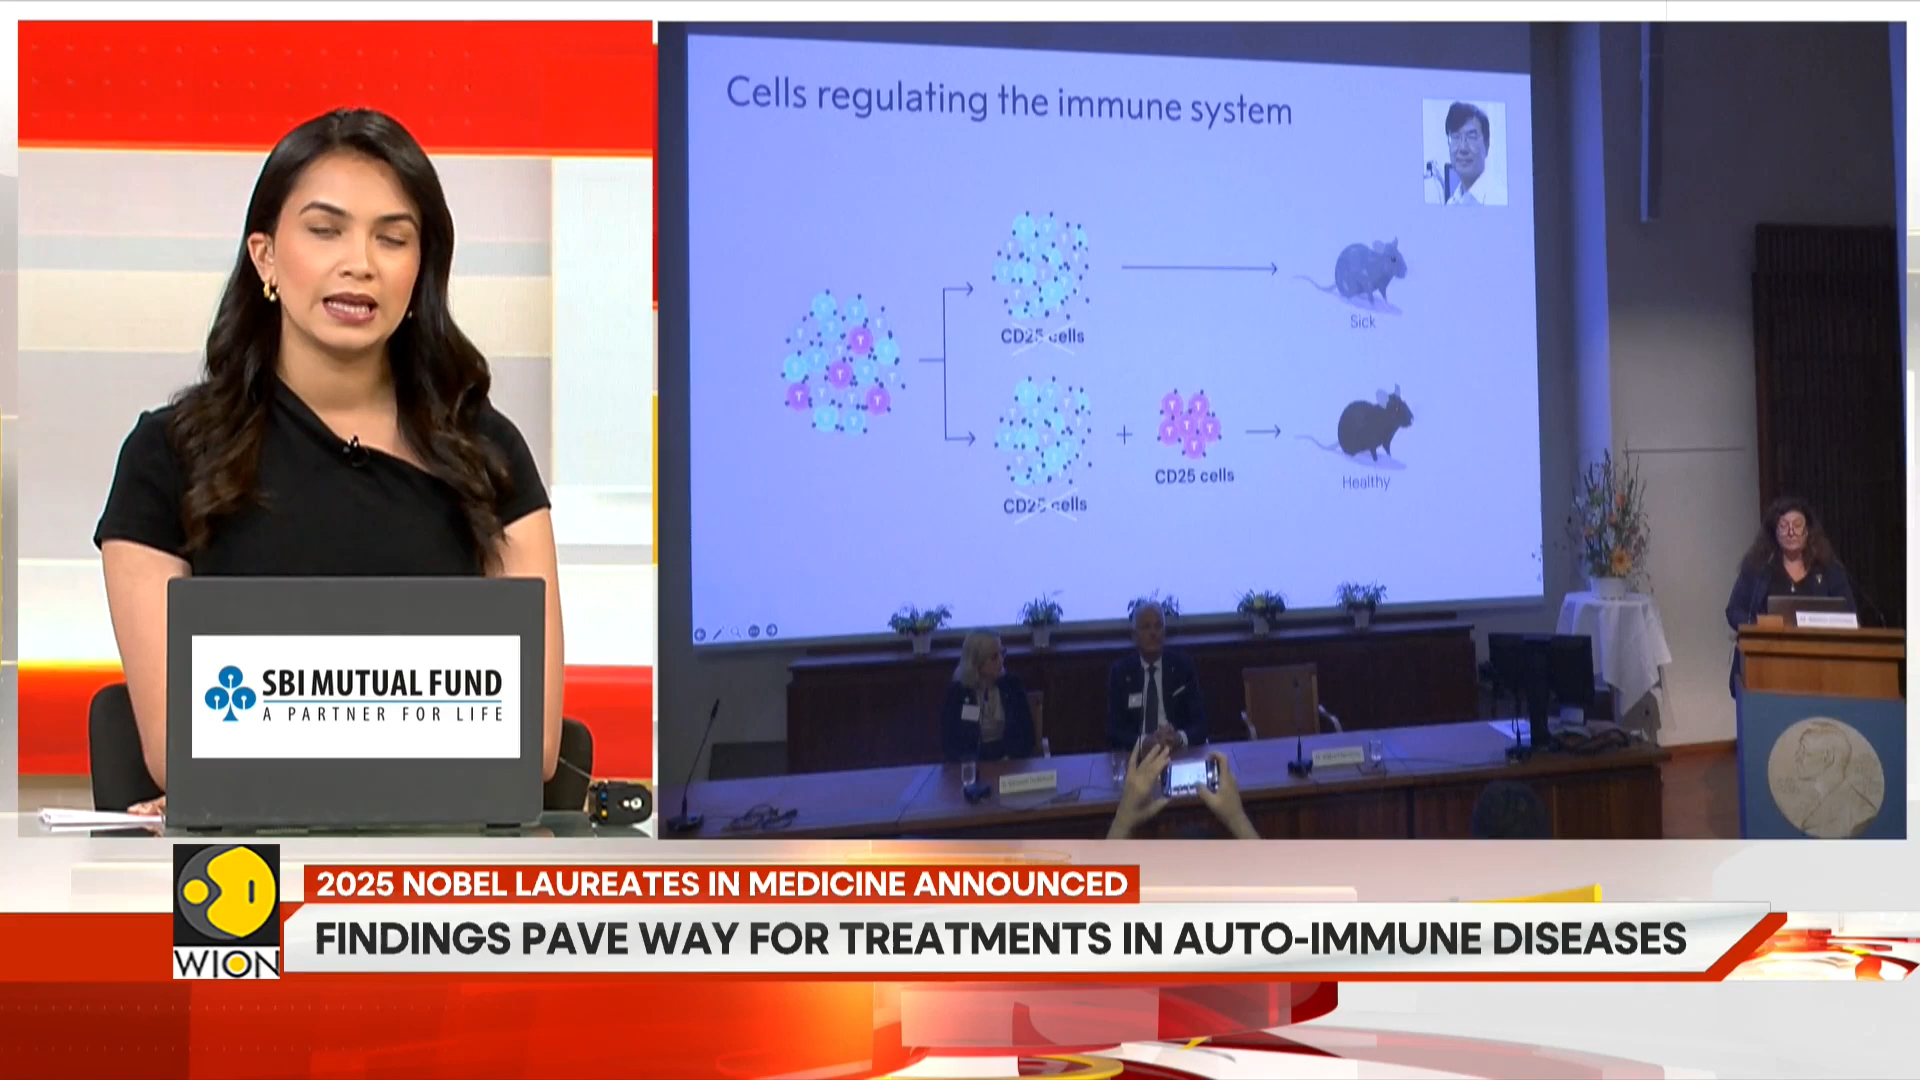 Cells regulating the immune system
CD25 cells
Sick
CD25 cells
+
CD25 cells
Healthy
SBI MUTUAL FUND
A PARTNER FOR LIFE
2025 NOBEL LAUREATES IN MEDICINE ANNOUNCED
FINDINGS PAVE WAY FOR TREATMENTS IN AUTO-IMMUNE DISEASES
WION